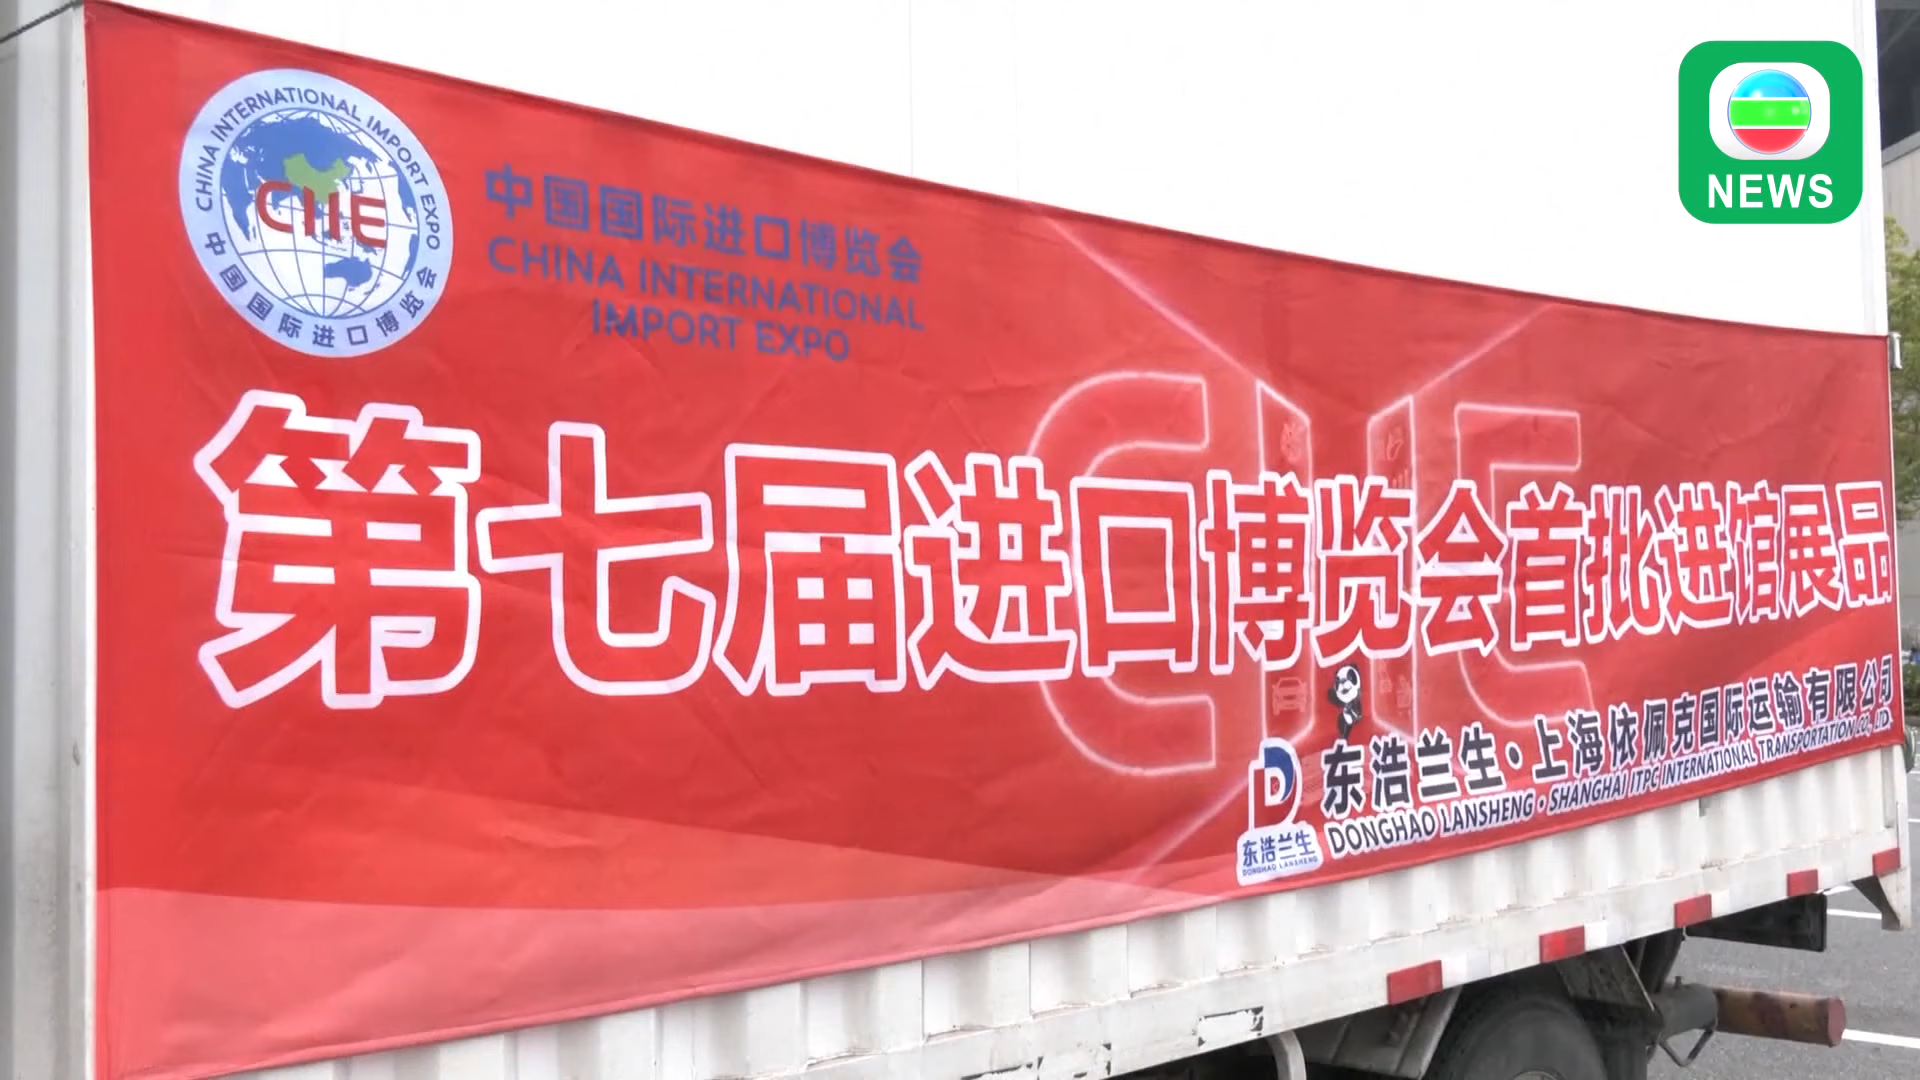 NEWS
CHINA INTERNATIONAL IMPORT EXPO
CIIE
中国国际进口博览会
中国国际进口博览会
CHINA INTERNATIONAL
IMPORT EXPO
CIIE
第七届进口博览会首批进馆展品
东浩兰生·上海依佩克国际运输有限公司
DONGHAO LANSHENG·SHANGHAI ITPC INTERNATIONAL TRANSPORTATION CO., LTD.
东浩兰生
DONGHAO LANSHENG